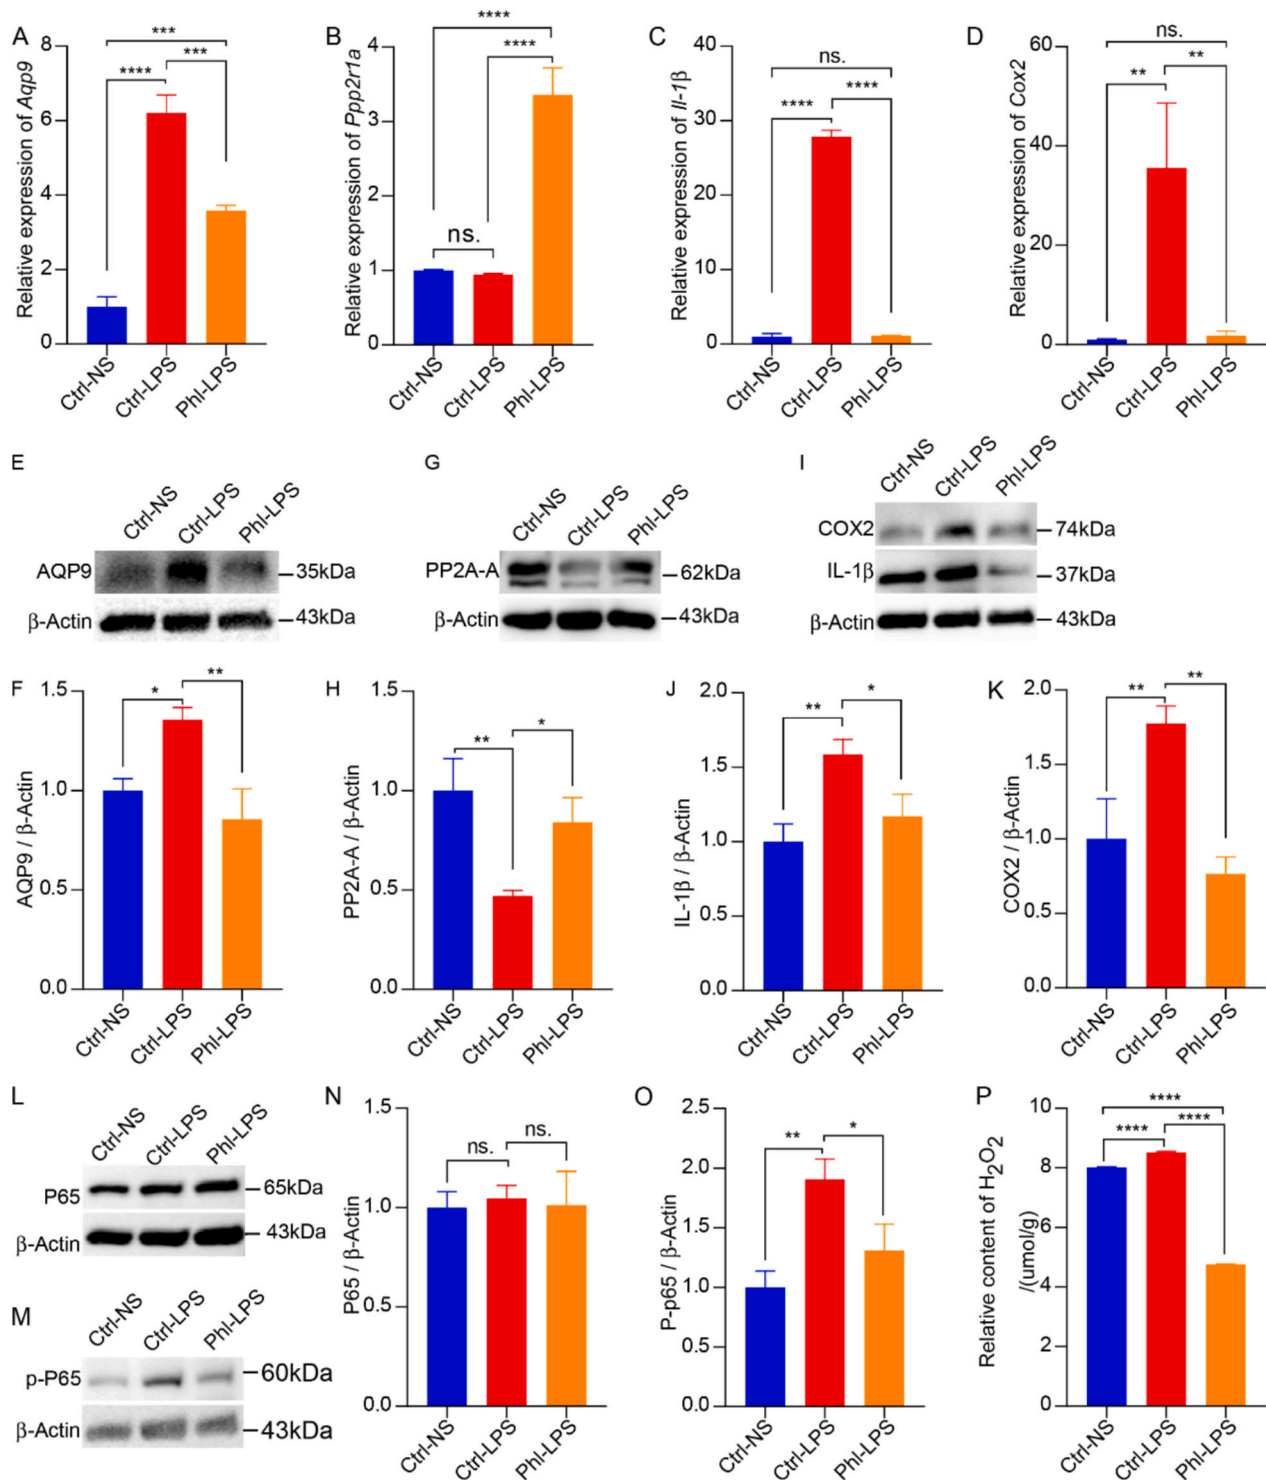 A
Relative expression of Aqp9
8
6
4
2
0
***
****
***
Ctrl-NS
Ctrl-LPS
Phl-LPS
B
Relative expression of Ppp2r1a
4
3
2
1
0
****
****
ns.
Ctrl-NS
Ctrl-LPS
Phl-LPS
C
Relative expression of Il-1β
40
30
20
10
0
ns.
****
****
Ctrl-NS
Ctrl-LPS
Phl-LPS
D
Relative expression of Cox2
60
40
20
0
ns.
**
**
Ctrl-NS
Ctrl-LPS
Phl-LPS
E
Ctrl-NS
Ctrl-LPS
Phl-LPS
AQP9
35kDa
β-Actin
43kDa
G
Ctrl-NS
Ctrl-LPS
Phl-LPS
PP2A-A
62kDa
β-Actin
43kDa
I
Ctrl-NS
Ctrl-LPS
Phl-LPS
COX2
74kDa
IL-1β
37kDa
β-Actin
43kDa
F
AQP9 / β-Actin
1.5
1.0
0.5
0.0
*
**
Ctrl-NS
Ctrl-LPS
Phl-LPS
H
PP2A-A / β-Actin
1.5
1.0
0.5
0.0
**
*
Ctrl-NS
Ctrl-LPS
Phl-LPS
J
IL-1β / β-Actin
2.0
1.5
1.0
0.5
0.0
**
*
Ctrl-NS
Ctrl-LPS
Phl-LPS
K
COX2 / β-Actin
2.0
1.5
1.0
0.5
0.0
**
**
Ctrl-NS
Ctrl-LPS
Phl-LPS
L
Ctrl-NS
Ctrl-LPS
Phl-LPS
P65
65kDa
β-Actin
43kDa
M
Ctrl-NS
Ctrl-LPS
Phl-LPS
p-P65
60kDa
β-Actin
43kDa
N
P65 / β-Actin
1.5
1.0
0.5
0.0
ns.
ns.
Ctrl-NS
Ctrl-LPS
Phl-LPS
O
P-p65 / β-Actin
2.5
2.0
1.5
1.0
0.5
0.0
**
*
Ctrl-NS
Ctrl-LPS
Phl-LPS
P
Relative content of H₂O₂
/(umol/g)
10
8
6
4
2
0
****
****
****
Ctrl-NS
Ctrl-LPS
Phl-LPS